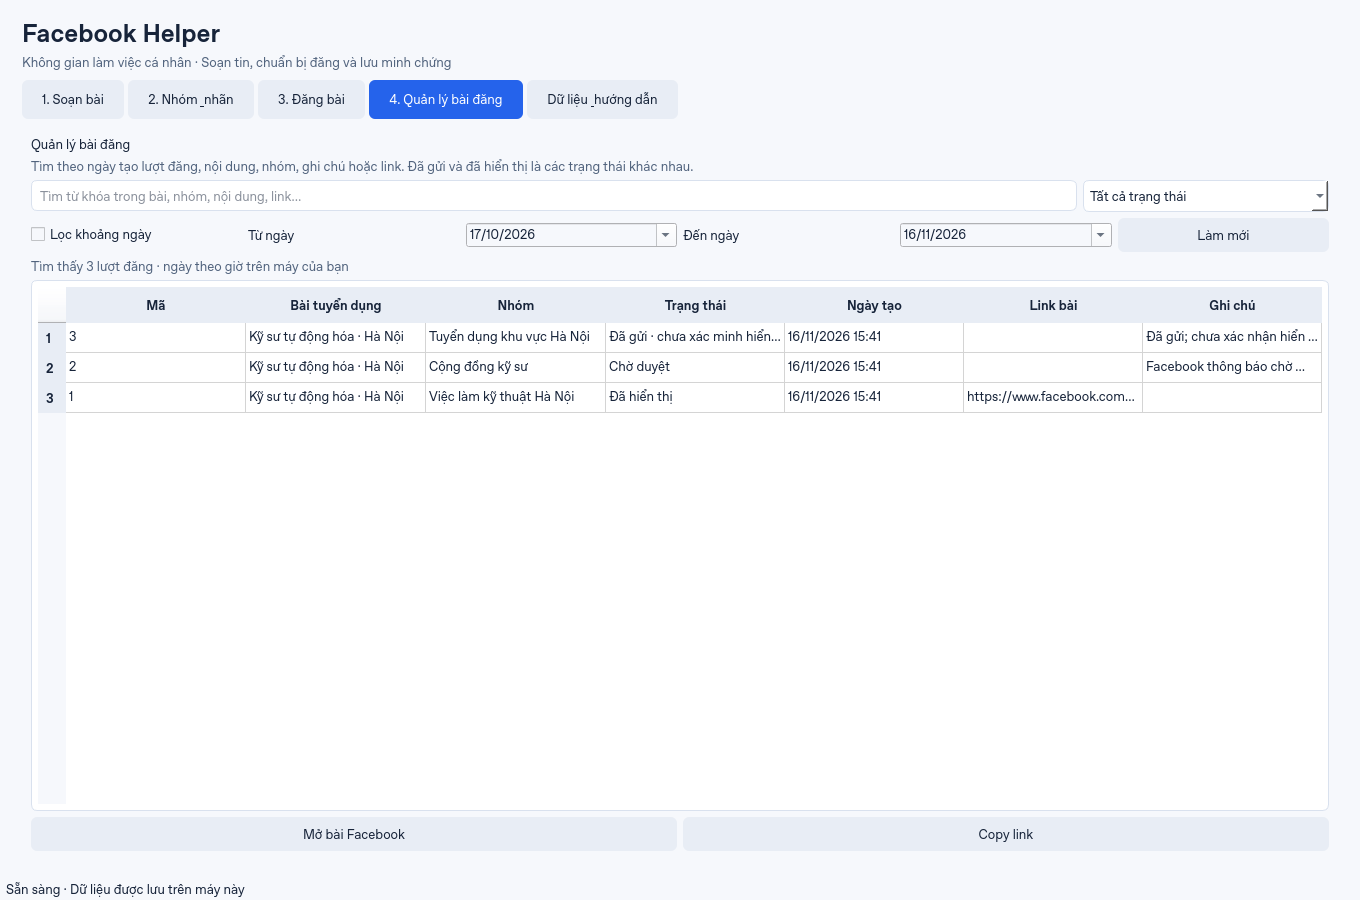 Facebook Helper
Không gian làm việc cá nhân · Soạn tin, chuẩn bị đăng và lưu minh chứng
1. Soạn bài
2. Nhóm _nhãn
3. Đăng bài
4. Quản lý bài đăng
Dữ liệu _hướng dẫn
Quản lý bài đăng
Tìm theo ngày tạo lượt đăng, nội dung, nhóm, ghi chú hoặc link. Đã gửi và đã hiển thị là các trạng thái khác nhau.
Tìm từ khóa trong bài, nhóm, nội dung, link...
Tất cả trạng thái
Lọc khoảng ngày
Từ ngày
17/10/2026
Đến ngày
16/11/2026
Làm mới
Tìm thấy 3 lượt đăng · ngày theo giờ trên máy của bạn
Mã Bài tuyển dụng Nhóm Trạng thái Ngày tạo Link bài Ghi chú
1 3 Kỹ sư tự động hóa · Hà Nội Tuyển dụng khu vực Hà Nội Đã gửi · chưa xác minh hiển... 16/11/2026 15:41 Đã gửi; chưa xác nhận hiển ...
2 2 Kỹ sư tự động hóa · Hà Nội Cộng đồng kỹ sư Chờ duyệt 16/11/2026 15:41 Facebook thông báo chờ ...
3 1 Kỹ sư tự động hóa · Hà Nội Việc làm kỹ thuật Hà Nội Đã hiển thị 16/11/2026 15:41 https://www.facebook.com...
Mở bài Facebook
Copy link
Sẵn sàng · Dữ liệu được lưu trên máy này